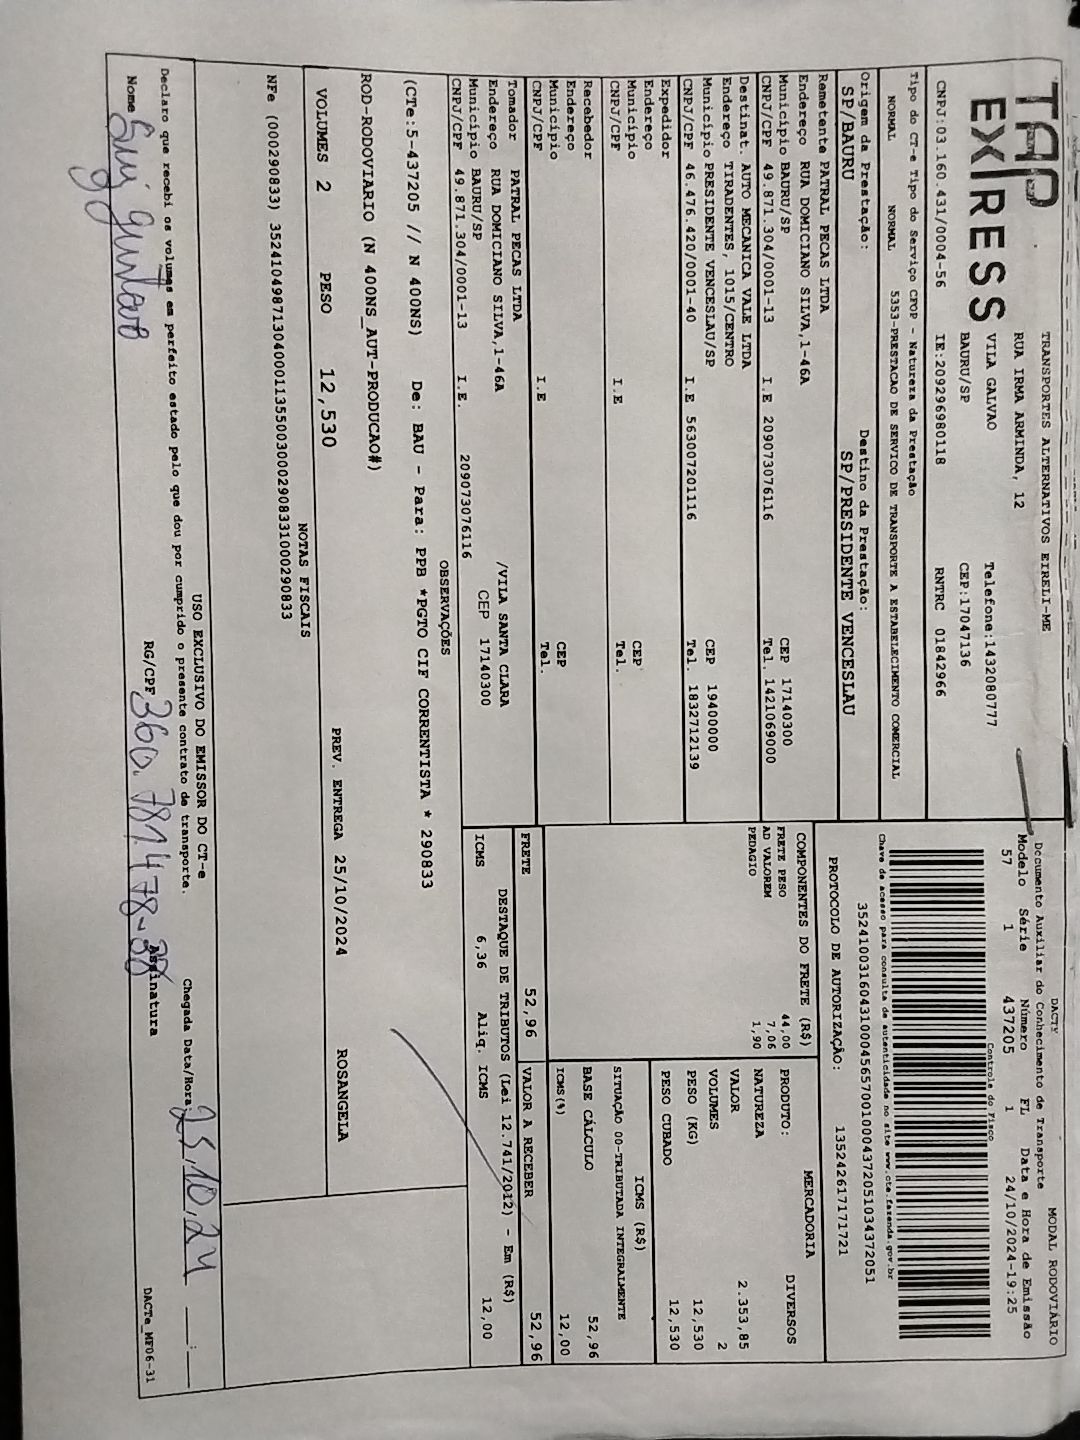 TAP
EXPRESS
TRANSPORTES ALTERNATIVOS EIRELI-ME
RUA IRMA ARMINDA, 12
VILA GALVAO
BAURU/SP
Telefone:1432080777
CEP:17047136
CNPJ:03.160.431/0004-56 IE:209296980118 RNTRC 01842966
Tipo do CT-e Tipo do Serviço CFOP - Natureza da Prestação
NORMAL NORMAL 5353-PRESTACAO DE SERVICO DE TRANSPORTE A ESTABELECIMENTO COMERCIAL
Origem da Prestação: Destino da Prestação:
SP/BAURU SP/PRESIDENTE VENCESLAU
Remetente PATRAL PECAS LTDA
Endereço RUA DOMICIANO SILVA,1-46A
Município BAURU/SP CEP 17140300
CNPJ/CPF 49.871.304/0001-13 I.E 209073076116 Tel. 1421069000
Destinat. AUTO MECANICA VALE LTDA
Endereço TIRADENTES, 1015/CENTRO
Município PRESIDENTE VENCESLAU/SP CEP 19400000
CNPJ/CPF 46.476.420/0001-40 I.E 563007201116 Tel. 1832712139
Expedidor
Endereço
Município CEP
CNPJ/CPF I.E Tel.
Recebedor
Endereço
Município CEP
CNPJ/CPF I.E Tel.
Tomador PATRAL PECAS LTDA
Endereço RUA DOMICIANO SILVA,1-46A /VILA SANTA CLARA
Município BAURU/SP CEP 17140300
CNPJ/CPF 49.871.304/0001-13 I.E. 209073076116
DACTE MODAL RODOVIÁRIO
Documento Auxiliar do Conhecimento de Transporte
Modelo Série Número FL Data e Hora de Emissão
57 1 437205 1 24/10/2024-19:25
Controle do Fisco
Chave de acesso para consulta de autenticidade no site www.cte.fazenda.gov.br
35241003160431000456570010004372051034372051
PROTOCOLO DE AUTORIZAÇÃO: 135242617171721
COMPONENTES DO FRETE (R$)
FRETE PESO 44,00
AD VALOREM 7,06
PEDAGIO 1,90
MERCADORIA
PRODUTO: DIVERSOS
NATUREZA
VALOR 2.353,85
VOLUMES 2
PESO (KG) 12,530
PESO CUBADO 12,530
ICMS (R$)
SITUAÇÃO 00-TRIBUTADA INTEGRALMENTE
BASE CÁLCULO 52,96
ICMS(%) 12,00
FRETE 52,96 VALOR A RECEBER 52,96
DESTAQUE DE TRIBUTOS (Lei 12.741/2012) - Em (R$)
ICMS 6,36 Aliq. ICMS 12,00
OBSERVAÇÕES
(CTe:5-437205 // N 400NS) De: BAU - Para: PPB *PGTO CIF CORRENTISTA * 290833
ROD-RODOVIARIO (N 400NS_AUT-PRODUCAO#)
VOLUMES 2 PESO 12,530 PREV. ENTREGA 25/10/2024 ROSANGELA
NOTAS FISCAIS
NFe (000290833) 35241049871304000113550030002908331000290833
USO EXCLUSIVO DO EMISSOR DO CT-e
Declaro que recebi os volumes em perfeito estado pelo que dou por cumprido o presente contrato de transporte. Chegada Data/Hora: 25,10,24
Nome RG/CPF 360.781.478-38 Assinatura
DACTe_MF06-31